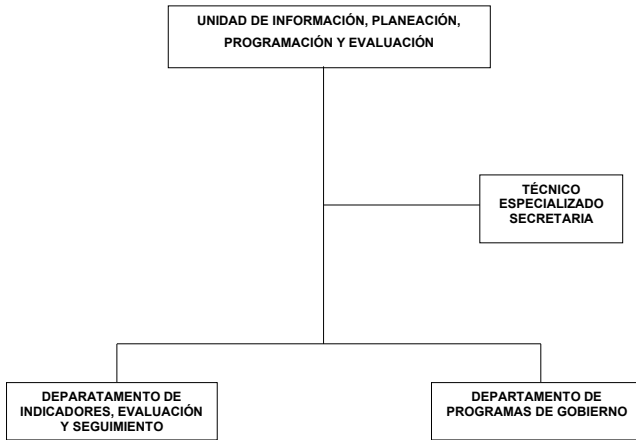 UNIDAD DE INFORMACIÓN, PLANEACIÓN,
PROGRAMACIÓN Y EVALUACIÓN
TÉCNICO
ESPECIALIZADO
SECRETARIA
DEPARATAMENTO DE
INDICADORES, EVALUACIÓN
Y SEGUIMIENTO
DEPARTAMENTO DE
PROGRAMAS DE GOBIERNO